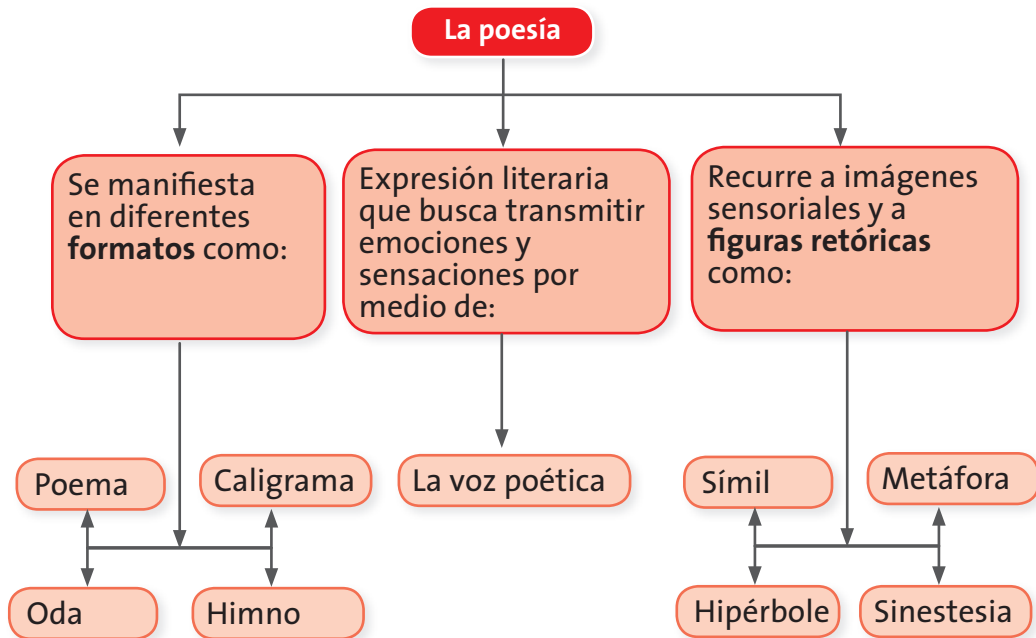 La poesía
Se manifiesta
en diferentes
formatos como:
Expresión literaria
que busca transmitir
emociones y
sensaciones por
medio de:
Recurre a imágenes
sensoriales y a
figuras retóricas
como:
Poema
Caligrama
Oda
Himno
La voz poética
Símil
Metáfora
Hipérbole
Sinestesia